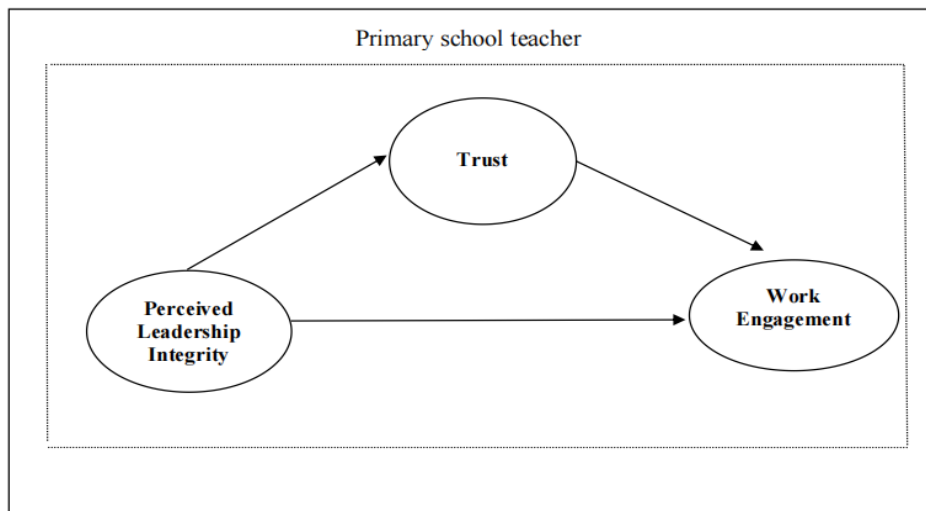 Primary school teacher
Trust
Perceived
Leadership
Integrity
Work
Engagement